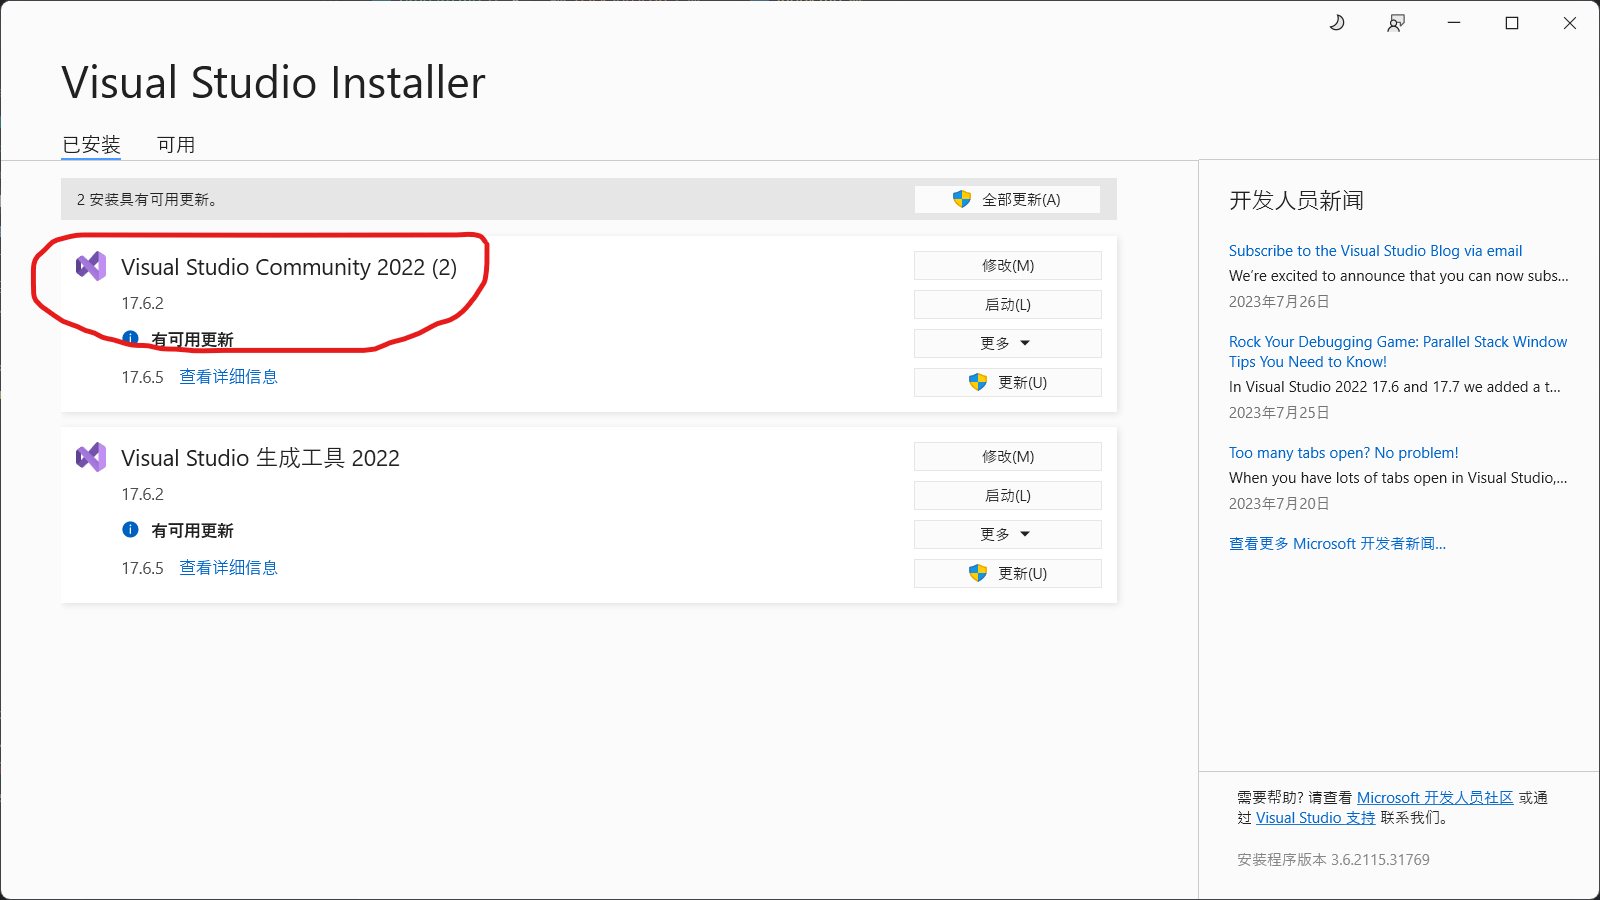 Visual Studio Installer
已安装 可用
2 安装具有可用更新。 全部更新(A)
Visual Studio Community 2022 (2)
17.6.2
有可用更新
17.6.5 查看详细信息
修改(M)
启动(L)
更多
更新(U)
Visual Studio 生成工具 2022
17.6.2
有可用更新
17.6.5 查看详细信息
修改(M)
启动(L)
更多
更新(U)
开发人员新闻
Subscribe to the Visual Studio Blog via email
We’re excited to announce that you can now subs...
2023年7月26日
Rock Your Debugging Game: Parallel Stack Window
Tips You Need to Know!
In Visual Studio 2022 17.6 and 17.7 we added a t...
2023年7月25日
Too many tabs open? No problem!
When you have lots of tabs open in Visual Studio,...
2023年7月20日
查看更多 Microsoft 开发者新闻...
需要帮助? 请查看 Microsoft 开发人员社区 或通
过 Visual Studio 支持 联系我们。
安装程序版本 3.6.2115.31769